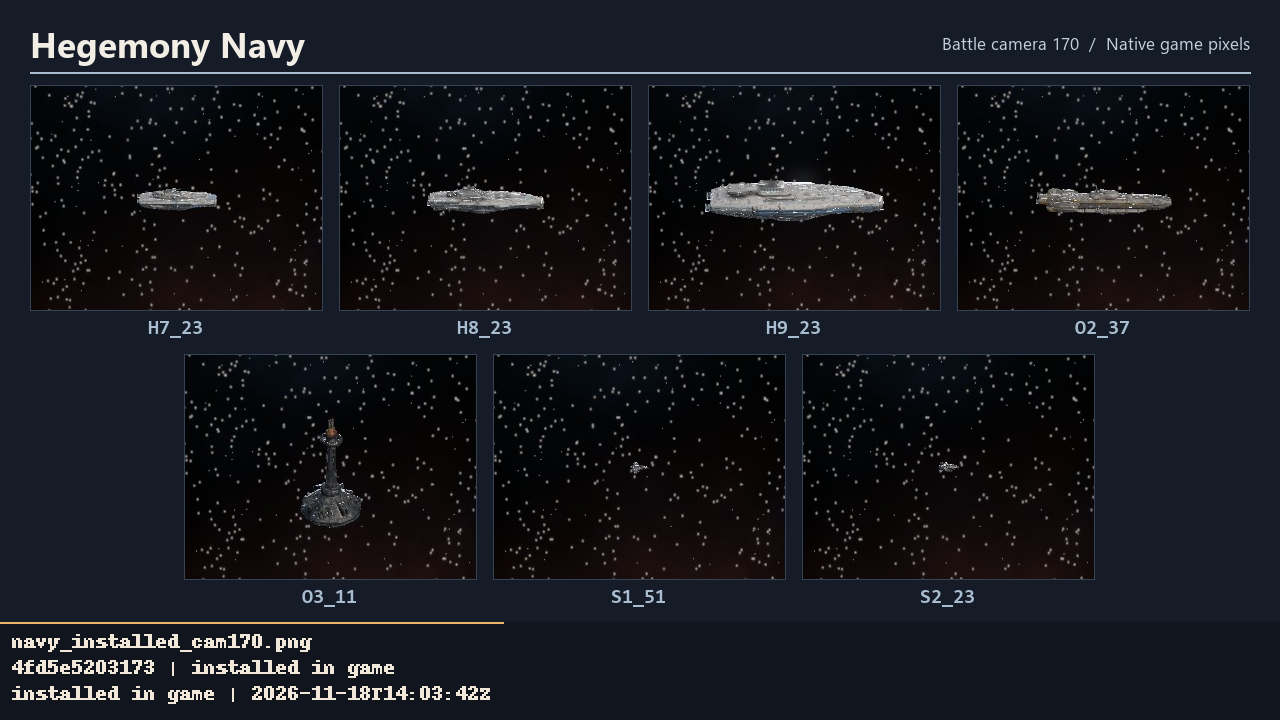 Hegemony Navy
Battle camera 170 / Native game pixels
H7_23
H8_23
H9_23
O2_37
O3_11
S1_51
S2_23
navy_installed_cam170.png
4fd5e5203173 | installed in game
installed in game | 2026-11-18T14:03:42Z